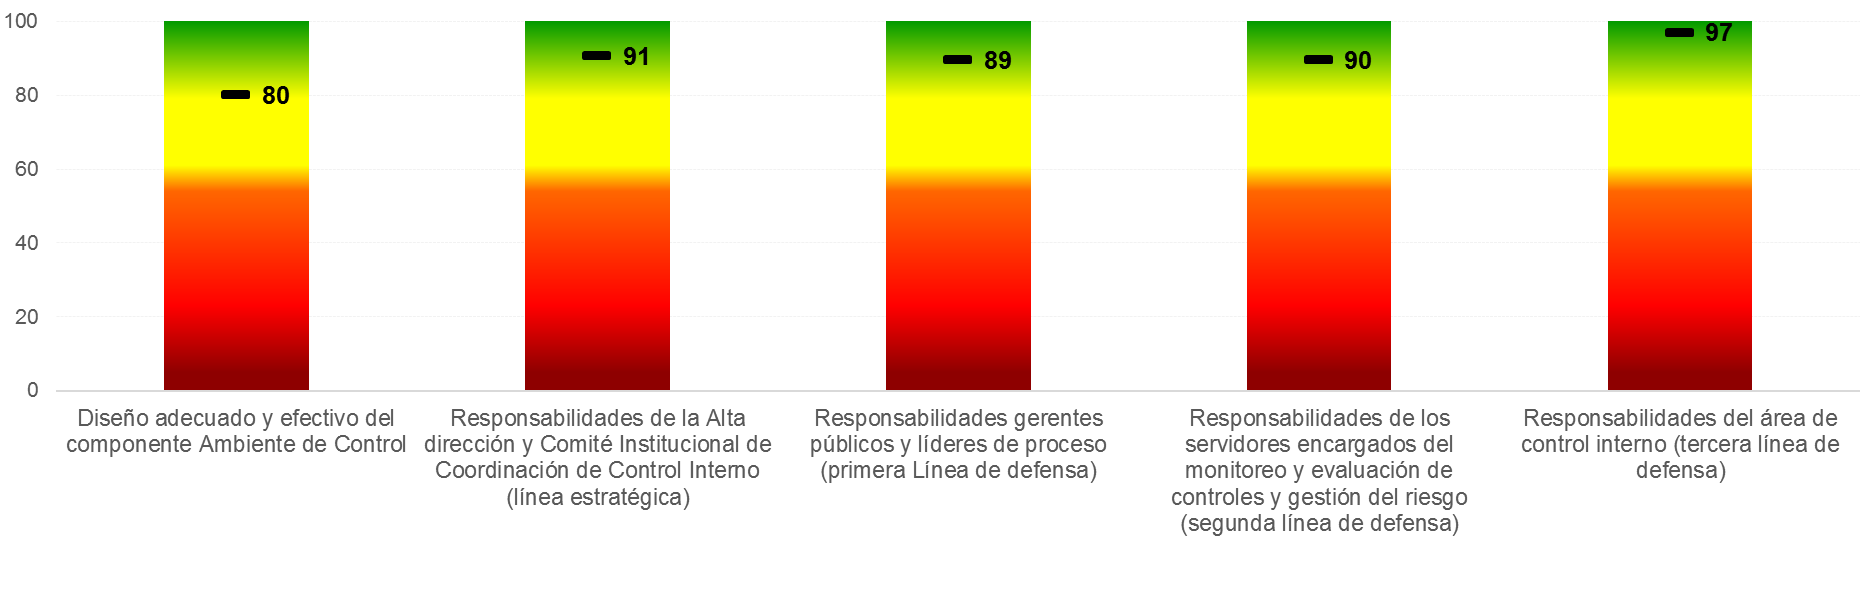 100
80
60
40
20
0
80
91
89
90
97
Diseño adecuado y efectivo del
componente Ambiente de Control
Responsabilidades de la Alta
dirección y Comité Institucional de
Coordinación de Control Interno
(línea estratégica)
Responsabilidades gerentes
públicos y líderes de proceso
(primera Línea de defensa)
Responsabilidades de los
servidores encargados del
monitoreo y evaluación de
controles y gestión del riesgo
(segunda línea de defensa)
Responsabilidades del área de
control interno (tercera línea de
defensa)